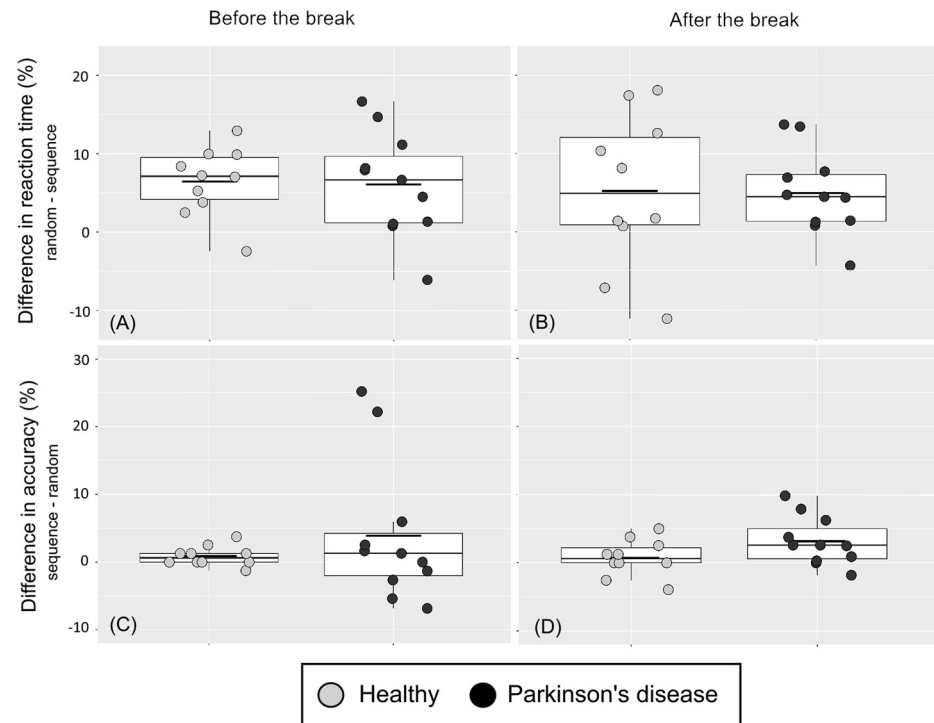 Before the break
After the break
Difference in reaction time (%)
random - sequence
20
10
0
-10
(A)
(B)
Difference in accuracy (%)
sequence - random
30
20
10
0
-10
(C)
(D)
Healthy
Parkinson's disease